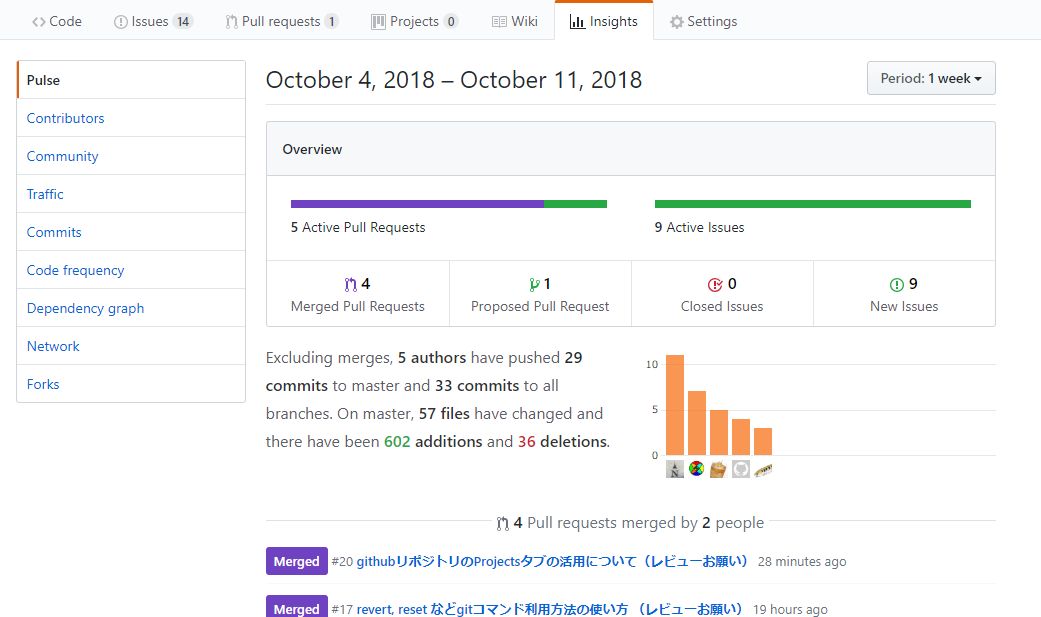 Code Issues 14 Pull requests 1 Projects 0 Wiki Insights Settings
Pulse
Contributors
Community
Traffic
Commits
Code frequency
Dependency graph
Network
Forks
October 4, 2018 – October 11, 2018
Period: 1 week
Overview
5 Active Pull Requests
9 Active Issues
4
Merged Pull Requests
1
Proposed Pull Request
0
Closed Issues
9
New Issues
Excluding merges, 5 authors have pushed 29
commits to master and 33 commits to all
branches. On master, 57 files have changed and
there have been 602 additions and 36 deletions.
10
5
0
4 Pull requests merged by 2 people
Merged #20 githubリポジトリのProjectsタブの活用について（レビューお願い） 28 minutes ago
Merged #17 revert, reset などgitコマンド利用方法の使い方 （レビューお願い） 19 hours ago